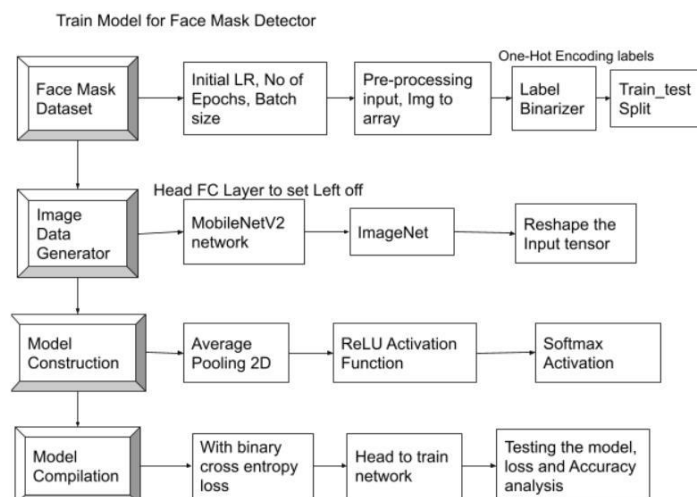 Train Model for Face Mask Detector
One-Hot Encoding labels
Face Mask
Dataset
Initial LR, No of
Epochs, Batch
size
Pre-processing
input, Img to
array
Label
Binarizer
Train_test
Split
Head FC Layer to set Left off
Image
Data
Generator
MobileNetV2
network
ImageNet
Reshape the
Input tensor
Model
Construction
Average
Pooling 2D
ReLU Activation
Function
Softmax
Activation
Model
Compilation
With binary
cross entropy
loss
Head to train
network
Testing the model,
loss and Accuracy
analysis